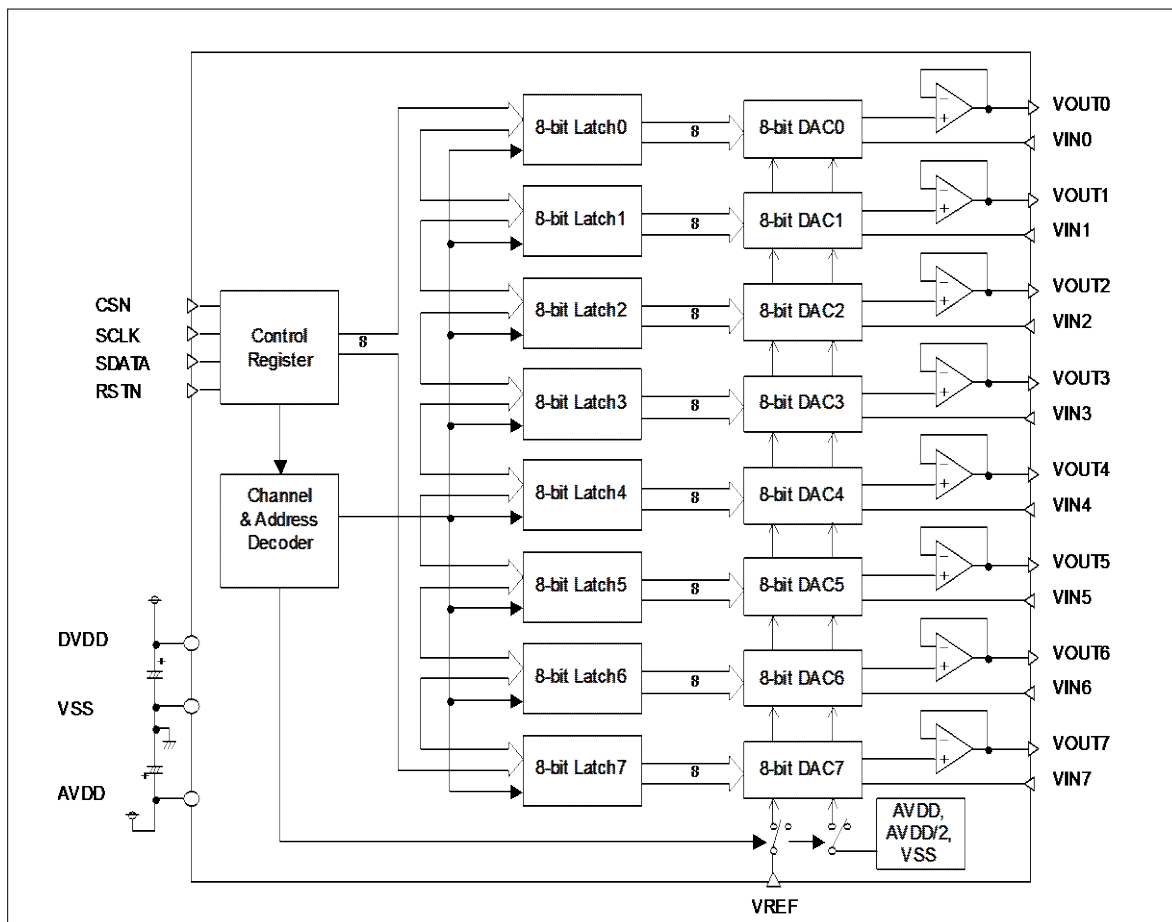 8-bit Latch0
8
8-bit DAC0
−
+
VOUT0
VIN0
8-bit Latch1
8
8-bit DAC1
−
+
VOUT1
VIN1
8-bit Latch2
8
8-bit DAC2
−
+
VOUT2
VIN2
CSN
SCLK
SDATA
RSTN
Control
Register
8
8-bit Latch3
8
8-bit DAC3
−
+
VOUT3
VIN3
Channel
& Address
Decoder
8-bit Latch4
8
8-bit DAC4
−
+
VOUT4
VIN4
8-bit Latch5
8
8-bit DAC5
−
+
VOUT5
VIN5
DVDD
+
VSS
+
AVDD
8-bit Latch6
8
8-bit DAC6
−
+
VOUT6
VIN6
8-bit Latch7
8
8-bit DAC7
−
+
VOUT7
VIN7
AVDD,
AVDD/2,
VSS
VREF